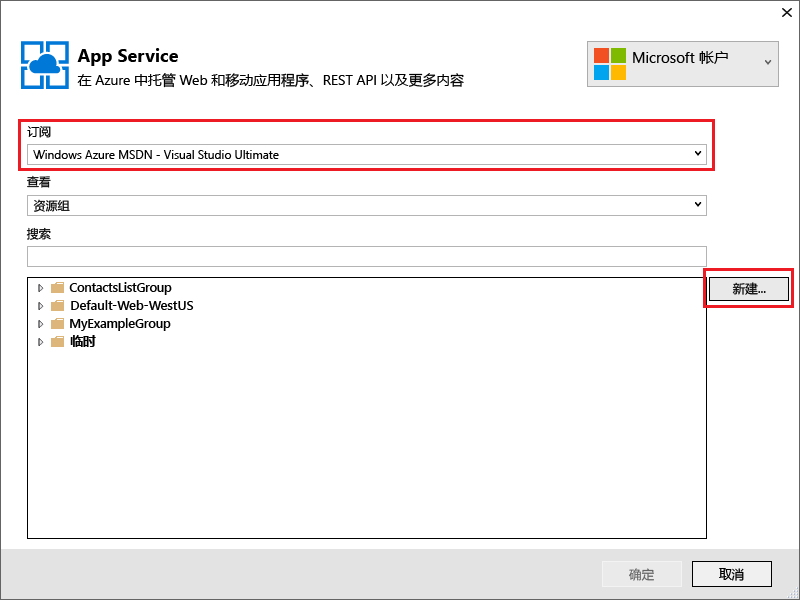 App Service
在 Azure 中托管 Web 和移动应用程序、REST API 以及更多内容
Microsoft 帐户
订阅
Windows Azure MSDN - Visual Studio Ultimate
查看
资源组
搜索
ContactsListGroup
新建...
Default-Web-WestUS
MyExampleGroup
临时
确定
取消